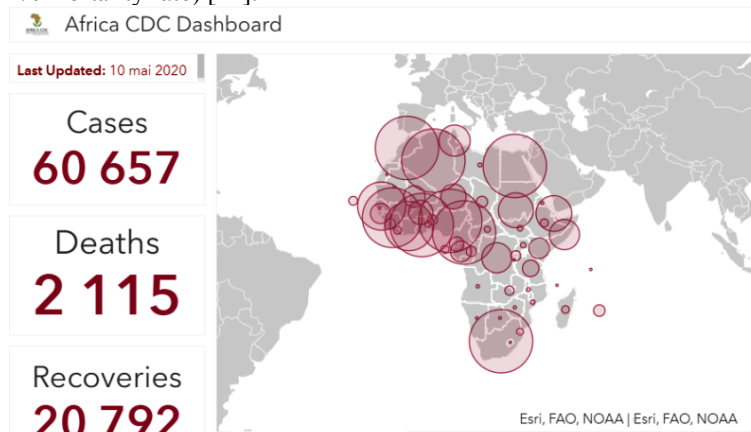 Africa CDC Dashboard
Last Updated: 10 mai 2020
Cases
60 657
Deaths
2 115
Recoveries
20 792
Esri, FAO, NOAA | Esri, FAO, NOAA